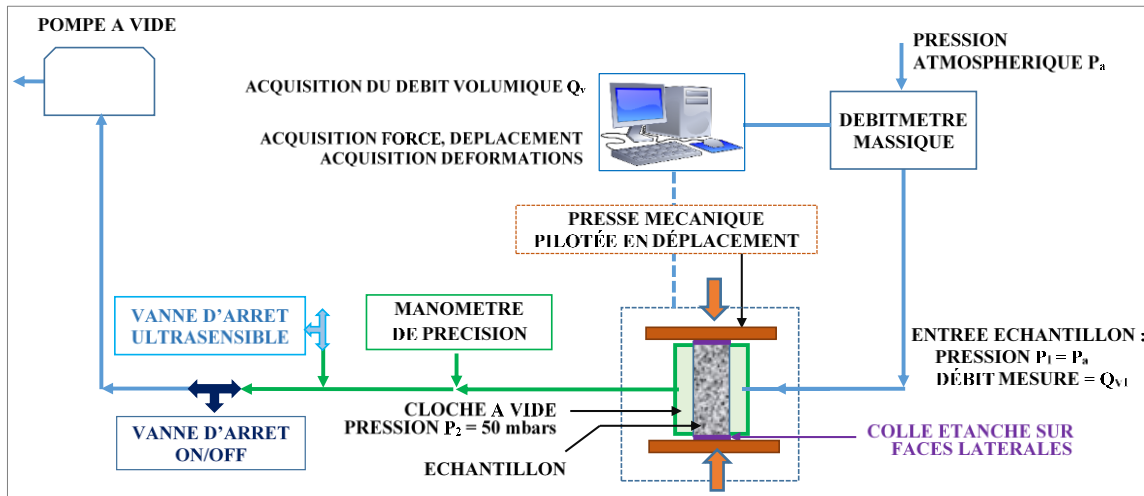 POMPE A VIDE
PRESSION
ATMOSPHERIQUE Pa
ACQUISITION DU DEBIT VOLUMIQUE Qv
ACQUISITION FORCE, DEPLACEMENT
ACQUISITION DEFORMATIONS
DEBITMETRE
MASSIQUE
PRESSE MECANIQUE
PILOTÉE EN DÉPLACEMENT
VANNE D'ARRET
ULTRASENSIBLE
MANOMETRE
DE PRECISION
ENTREE ECHANTILLON :
PRESSION P1 = Pa
DÉBIT MESURE = QV1
CLOCHE A VIDE
PRESSION P2 = 50 mbars
VANNE D'ARRET
ON/OFF
ECHANTILLON
COLLE ETANCHE SUR
FACES LATERALES